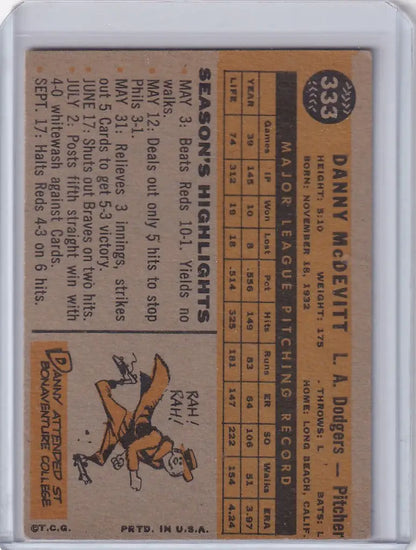 333
DANNY McDEVITT L. A. Dodgers — Pitcher
HEIGHT: 5:10 WEIGHT: 175 THROWS: L BATS: L
BORN: NOVEMBER 18, 1932 HOME: LONG BEACH, CALIF.
MAJOR LEAGUE PITCHING RECORD
Games IP Won Lost Pct Hits Runs ER SO Walks ERA
YEAR 39 145 10 8 .556 149 83 64 106 51 3.97
LIFE 74 312 19 18 .514 325 181 147 222 154 4.24
SEASON'S HIGHLIGHTS
MAY 3: Beats Reds 10-1. Yields no
walks.
MAY 12: Deals out only 5 hits to stop
Phils 3-1.
MAY 31: Relieves 3 innings, strikes
out 5 Cards to get 5-3 victory.
JUNE 17: Shuts out Braves on two hits.
JULY 2: Posts fifth straight win with
4-0 whitewash against Cards.
SEPT. 17: Halts Reds 4-3 on 6 hits.
RAH!
RAH!
DANNY ATTENDED ST
BONAVENTURE COLLEGE
©T.C.G. PRTD. IN U.S.A.